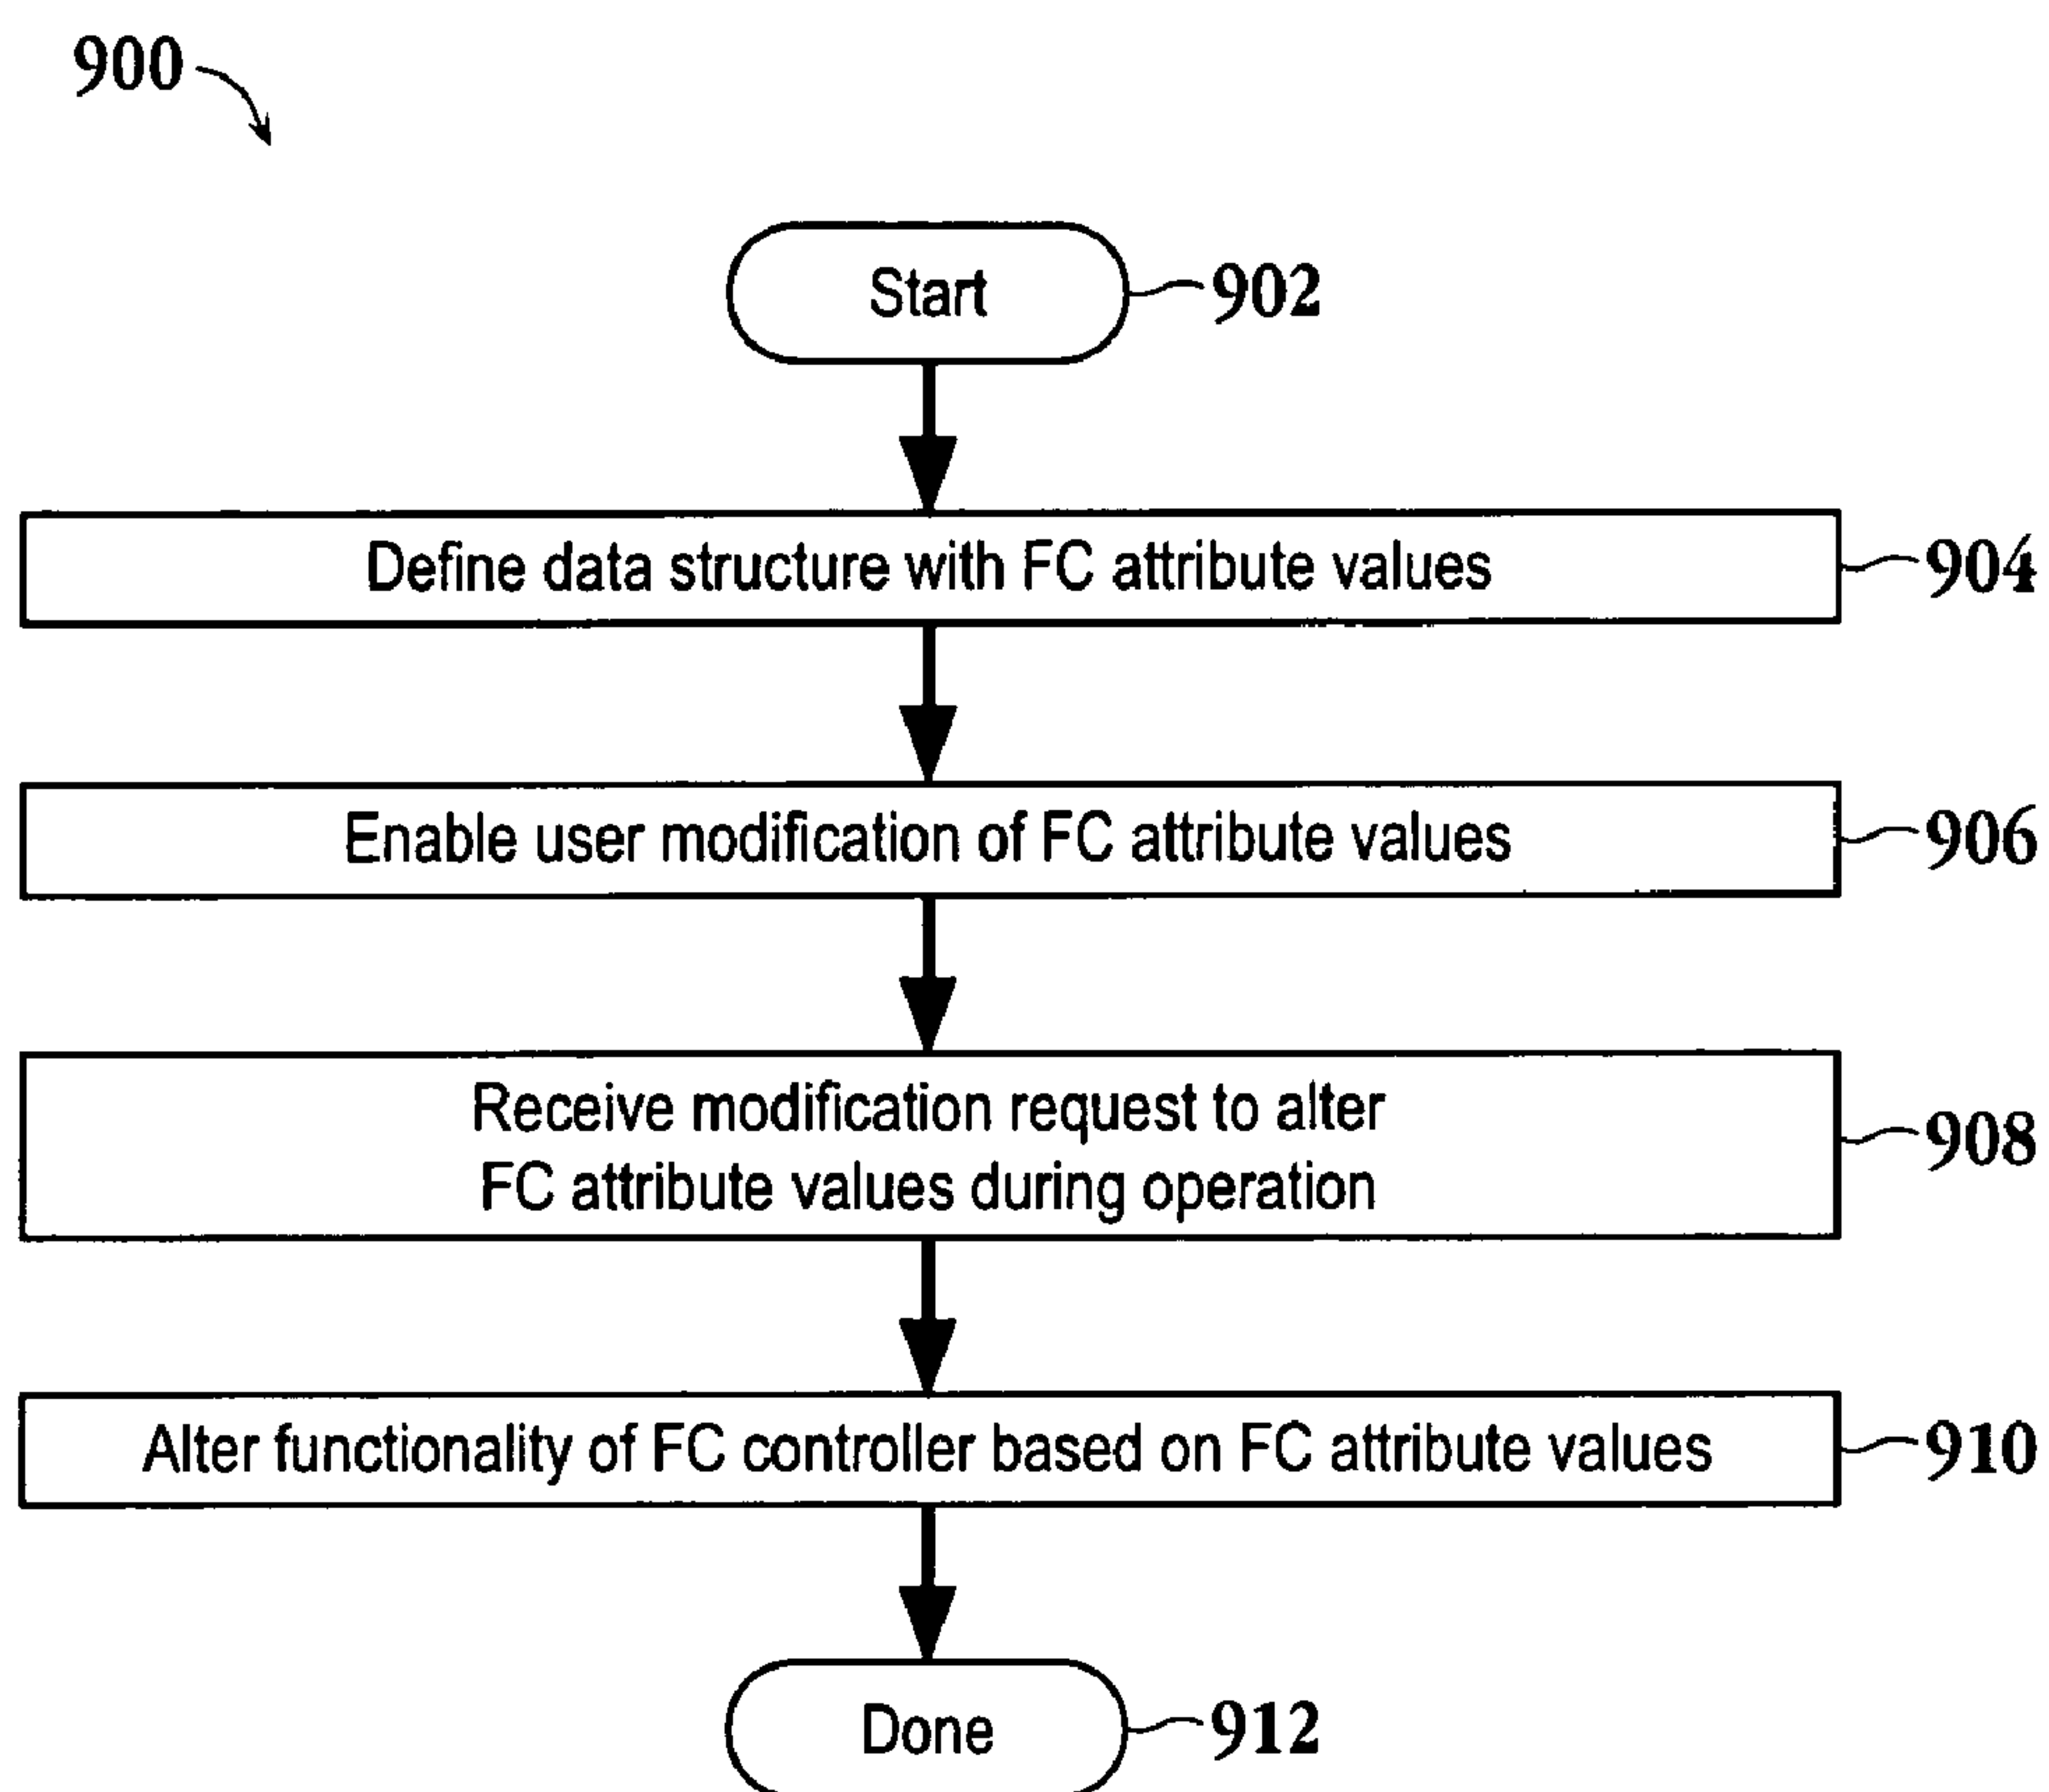 900
Start
902
Define data structure with FC attribute values
904
Enable user modification of FC attribute values
906
Receive modification request to alter
FC attribute values during operation
908
Alter functionality of FC controller based on FC attribute values
910
Done
912